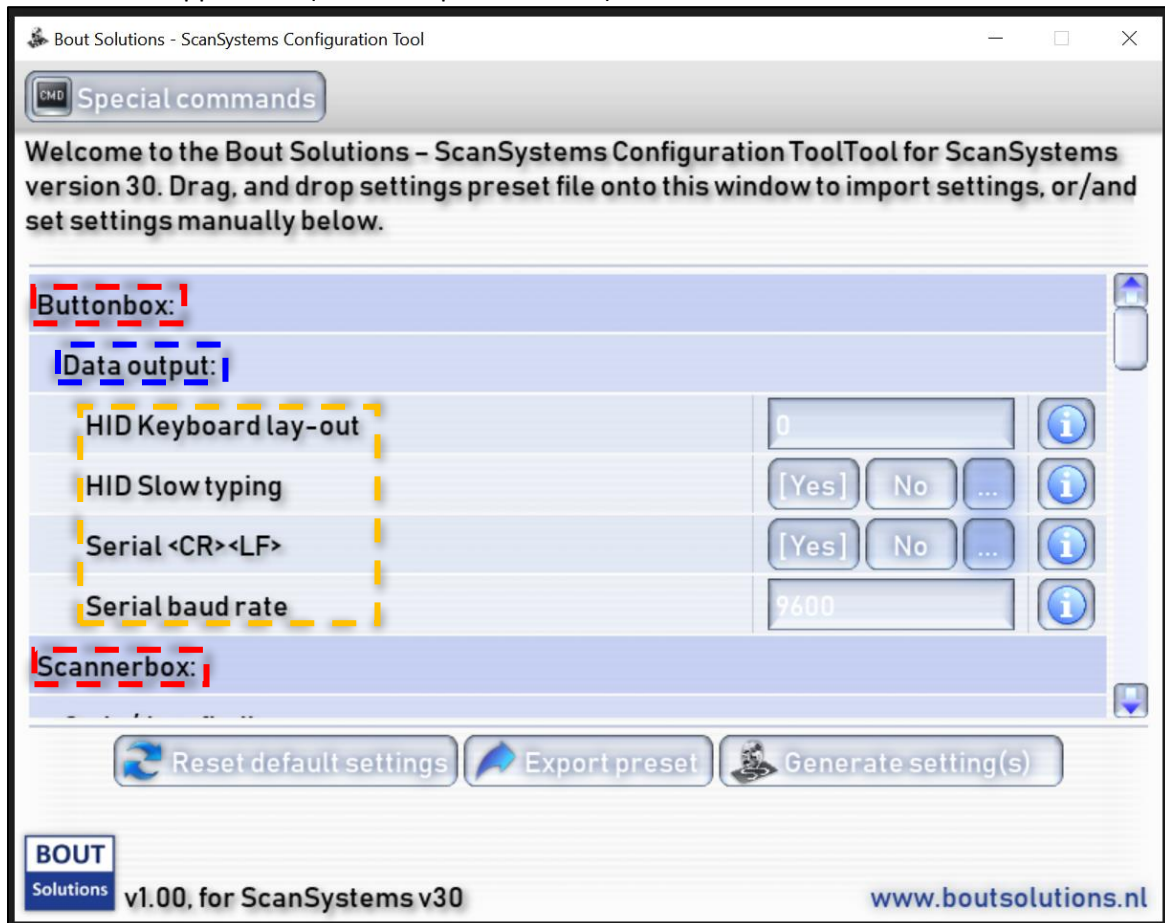 Bout Solutions - ScanSystems Configuration Tool
CMD Special commands
Welcome to the Bout Solutions – ScanSystems Configuration ToolTool for ScanSystems
version 30. Drag, and drop settings preset file onto this window to import settings, or/and
set settings manually below.
Buttonbox:
Data output:
HID Keyboard lay-out 0
HID Slow typing [Yes] No ...
Serial <CR><LF> [Yes] No ...
Serial baud rate 9600
Scannerbox:
Reset default settings Export preset Generate setting(s)
BOUT
Solutions v1.00, for ScanSystems v30 www.boutsolutions.nl